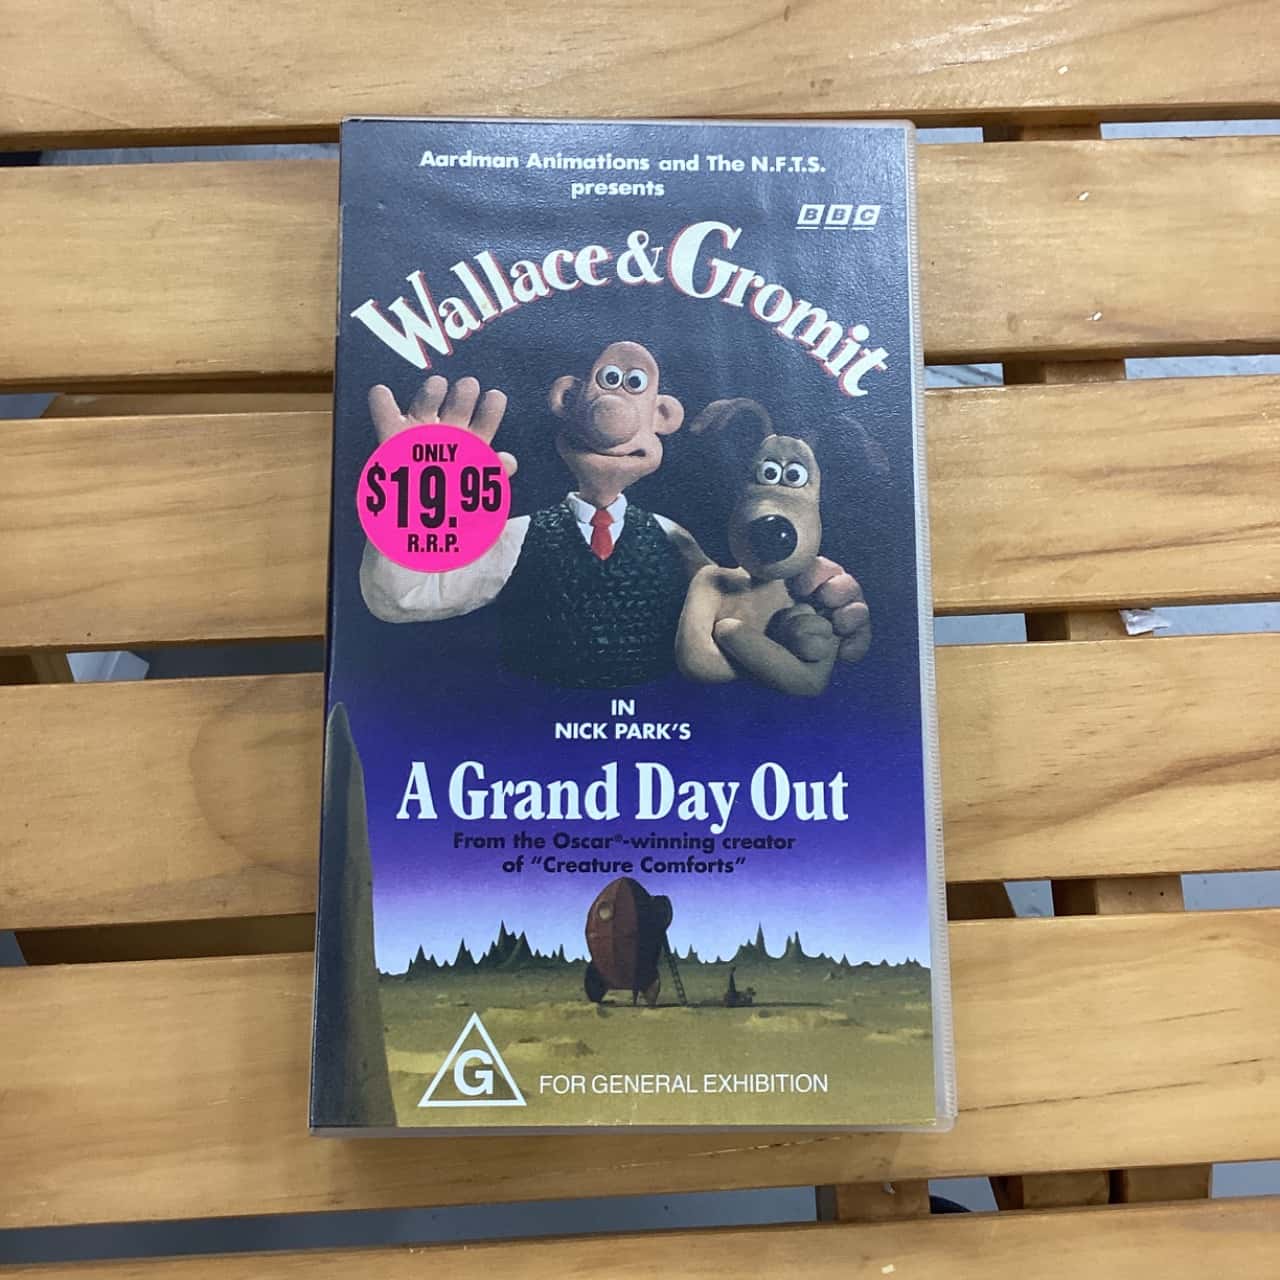 Aardman Animations and The N.F.T.S.
presents
BBC
Wallace & Gromit
ONLY
$19.95
R.R.P.
IN
NICK PARK'S
A Grand Day Out
From the Oscar®-winning creator
of "Creature Comforts"
G
FOR GENERAL EXHIBITION